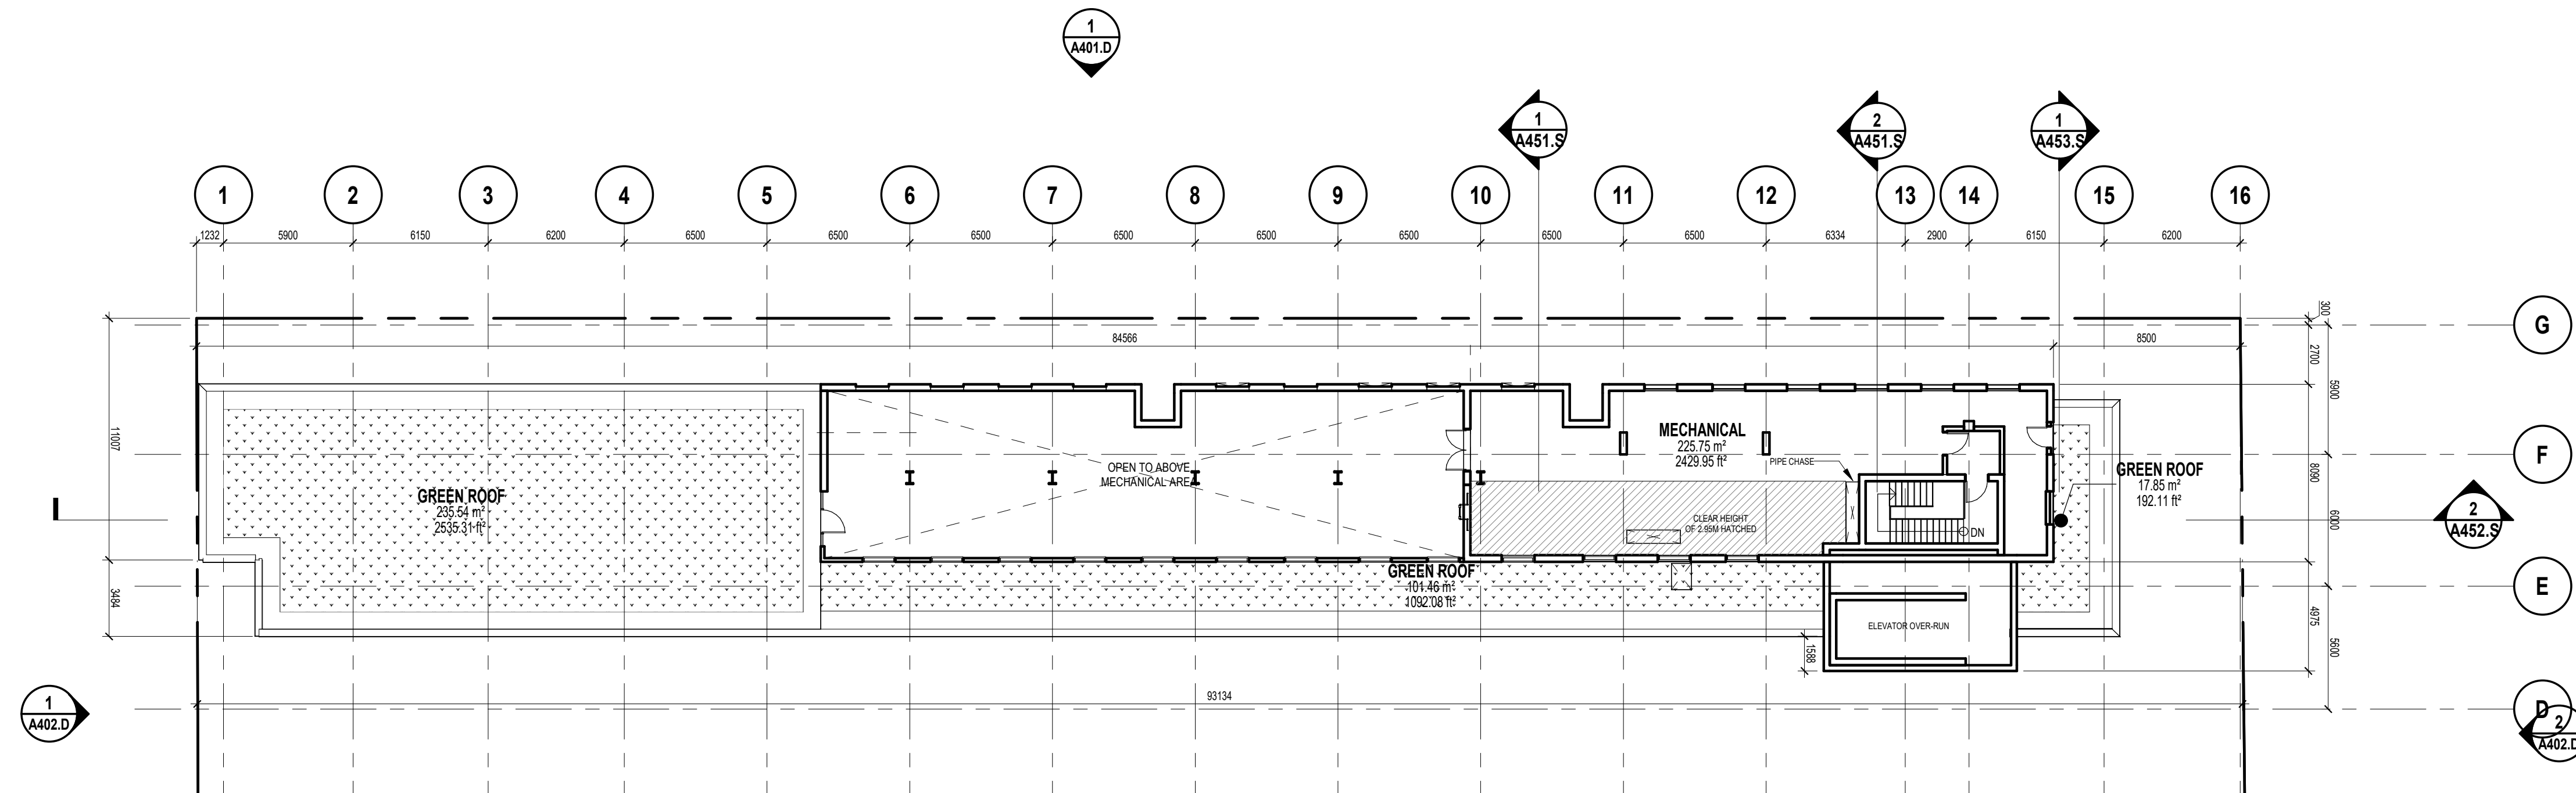 1
A401.D
1
A451.S
2
A451.S
1
A453.S
1
2
3
4
5
6
7
8
9
10
11
12
13
14
15
16
1232
5900
6150
6200
6500
6500
6500
6500
6500
6500
6500
6500
6334
2900
6150
6200
300
G
84566
8500
2700
5900
11007
MECHANICAL
225.75 m²
2429.95 ft²
F
PIPE CHASE
OPEN TO ABOVE
MECHANICAL AREA
GREEN ROOF
17.85 m²
192.11 ft²
8090
GREEN ROOF
235.54 m²
2535.31 ft²
CLEAR HEIGHT
OF 2.95M HATCHED
DN
6000
2
A452.S
GREEN ROOF
101.46 m²
1092.08 ft²
E
3484
ELEVATOR OVER-RUN
4975
5600
1588
93134
1
A402.D
D
2
A402.D